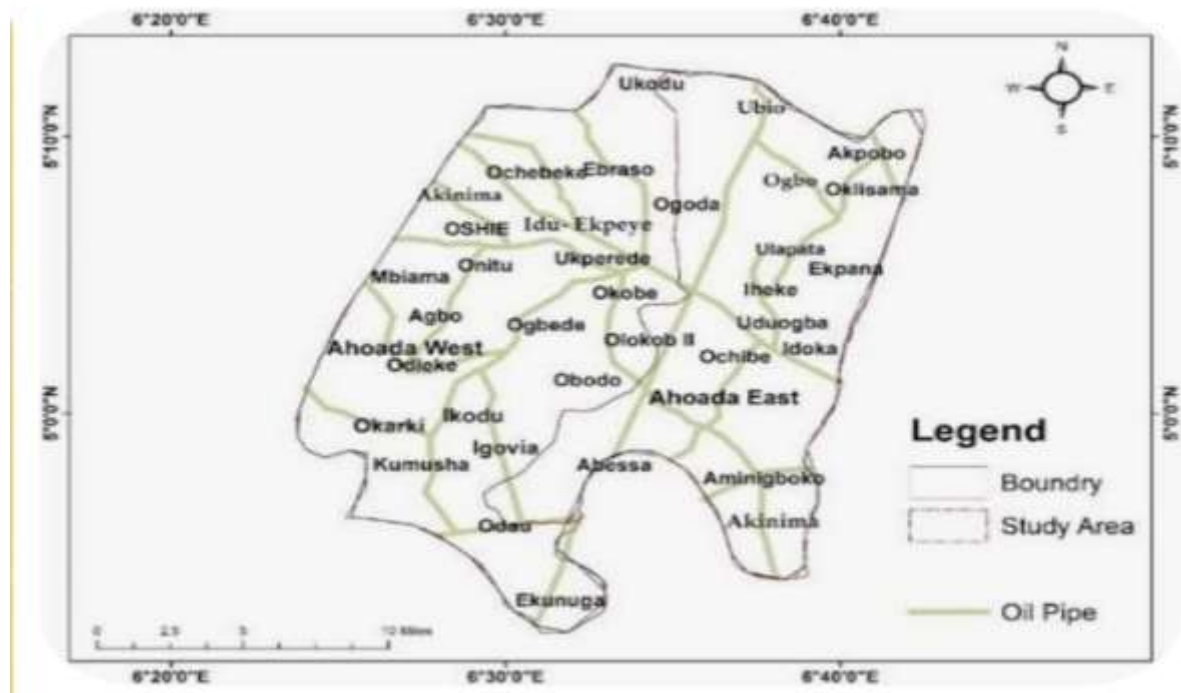 6°20'0"E 6°30'0"E 6°40'0"E
N
W E
S
5°10'0"N
5°10'0"N
5°0'0"N
5°0'0"N
Ukodu
Ubio
Akpobo
Ochebeke Ebraso
Ogbo
Oklisama
Akinima
Ogoda
OSHIE
Idu-Ekpeye
Ulapata
Ukperede
Onitu
Ekpana
Mbiama
Okobe
Iheke
Agbo
Ogbede
Uduogba
Olokob II
Idoka
Ahoada West
Ochibe
Odieke
Obodo
Ahoada East
Ikodu
Okarki
Igovia
Kumusha
Abessa
Aminigboko
Akinima
Odau
Ekunuga
Legend
Boundry
Study Area
Oil Pipe
0 2.5 5 10 Miles
6°20'0"E 6°30'0"E 6°40'0"E